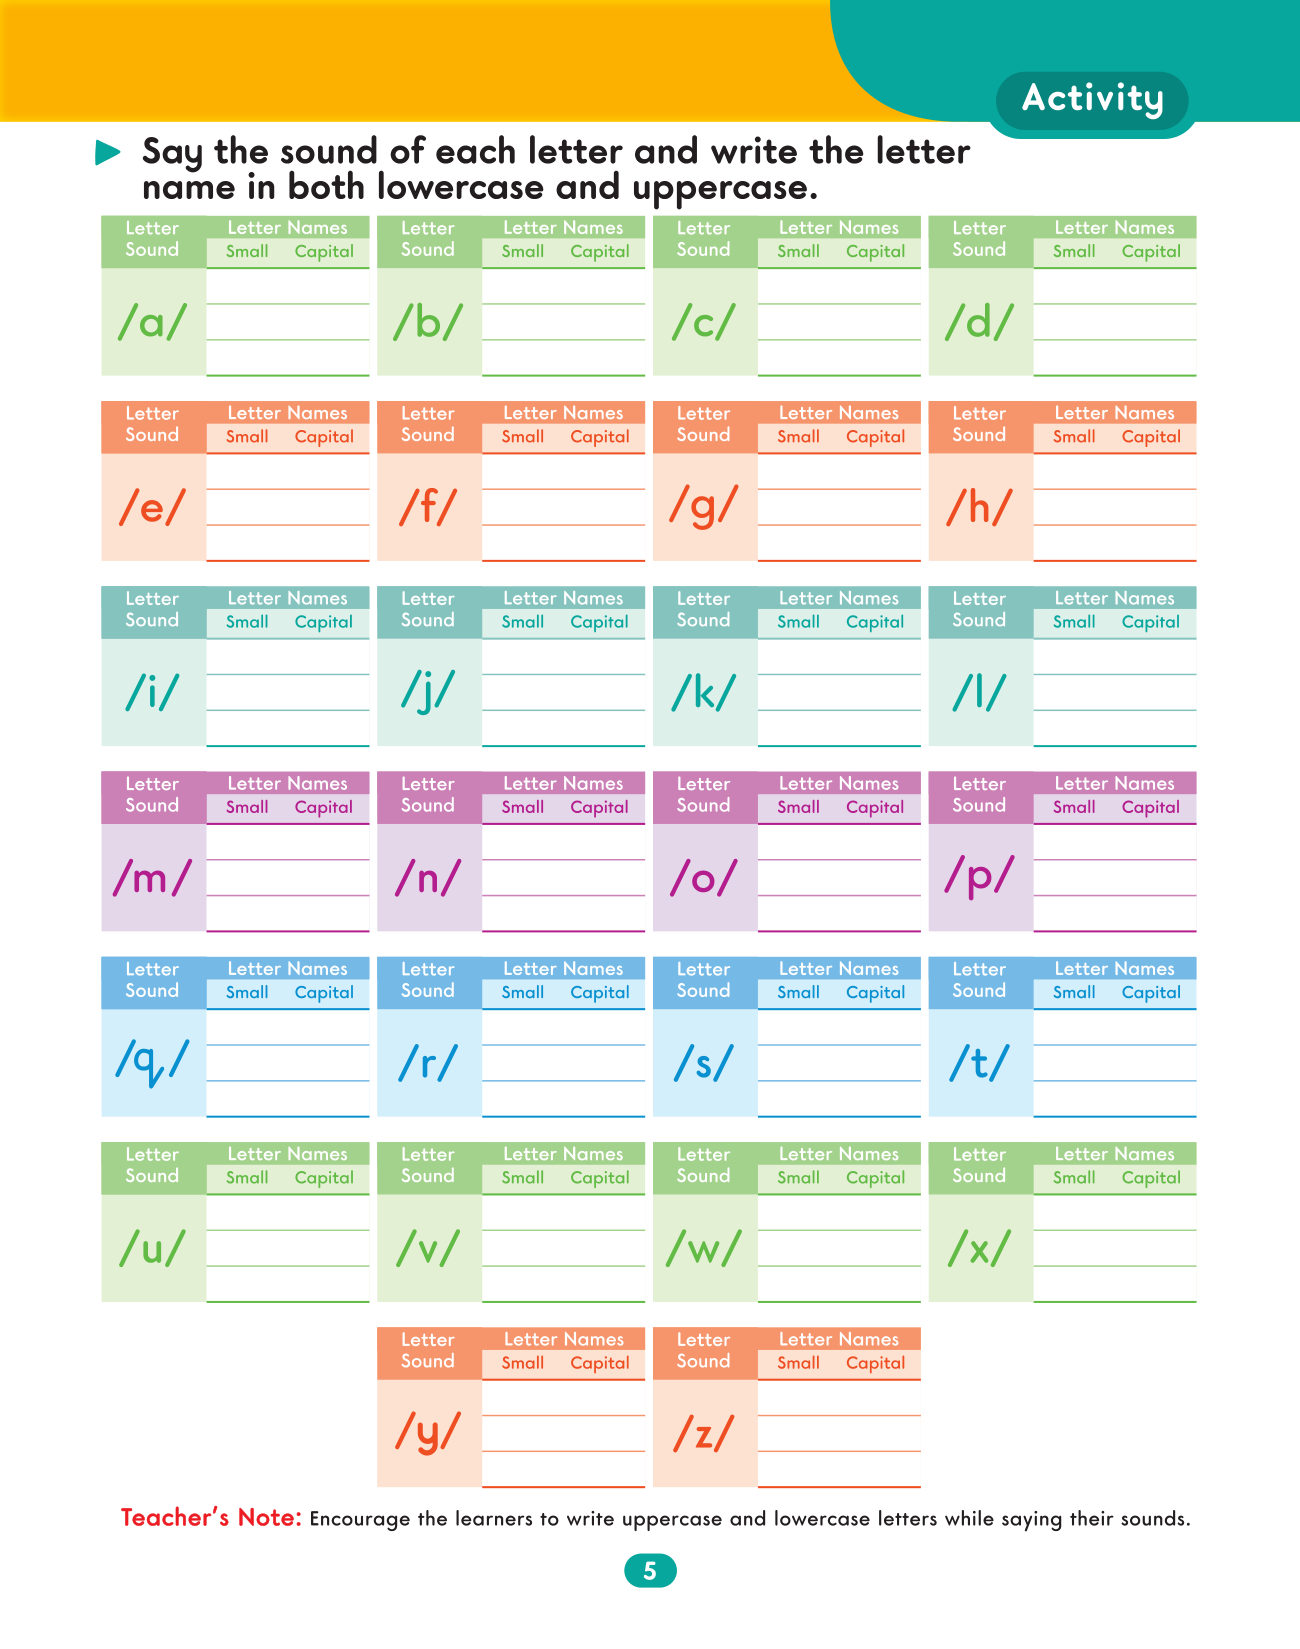 Activity
Say the sound of each letter and write the letter
name in both lowercase and uppercase.
Letter Sound Letter Names Small Capital Letter Sound Letter Names Small Capital Letter Sound Letter Names Small Capital Letter Sound Letter Names Small Capital
/a/ /b/ /c/ /d/
Letter Sound Letter Names Small Capital Letter Sound Letter Names Small Capital Letter Sound Letter Names Small Capital Letter Sound Letter Names Small Capital
/e/ /f/ /g/ /h/
Letter Sound Letter Names Small Capital Letter Sound Letter Names Small Capital Letter Sound Letter Names Small Capital Letter Sound Letter Names Small Capital
/i/ /j/ /k/ /l/
Letter Sound Letter Names Small Capital Letter Sound Letter Names Small Capital Letter Sound Letter Names Small Capital Letter Sound Letter Names Small Capital
/m/ /n/ /o/ /p/
Letter Sound Letter Names Small Capital Letter Sound Letter Names Small Capital Letter Sound Letter Names Small Capital Letter Sound Letter Names Small Capital
/q/ /r/ /s/ /t/
Letter Sound Letter Names Small Capital Letter Sound Letter Names Small Capital Letter Sound Letter Names Small Capital Letter Sound Letter Names Small Capital
/u/ /v/ /w/ /x/
Letter Sound Letter Names Small Capital Letter Sound Letter Names Small Capital
/y/ /z/
Teacher's Note: Encourage the learners to write uppercase and lowercase letters while saying their sounds.
5